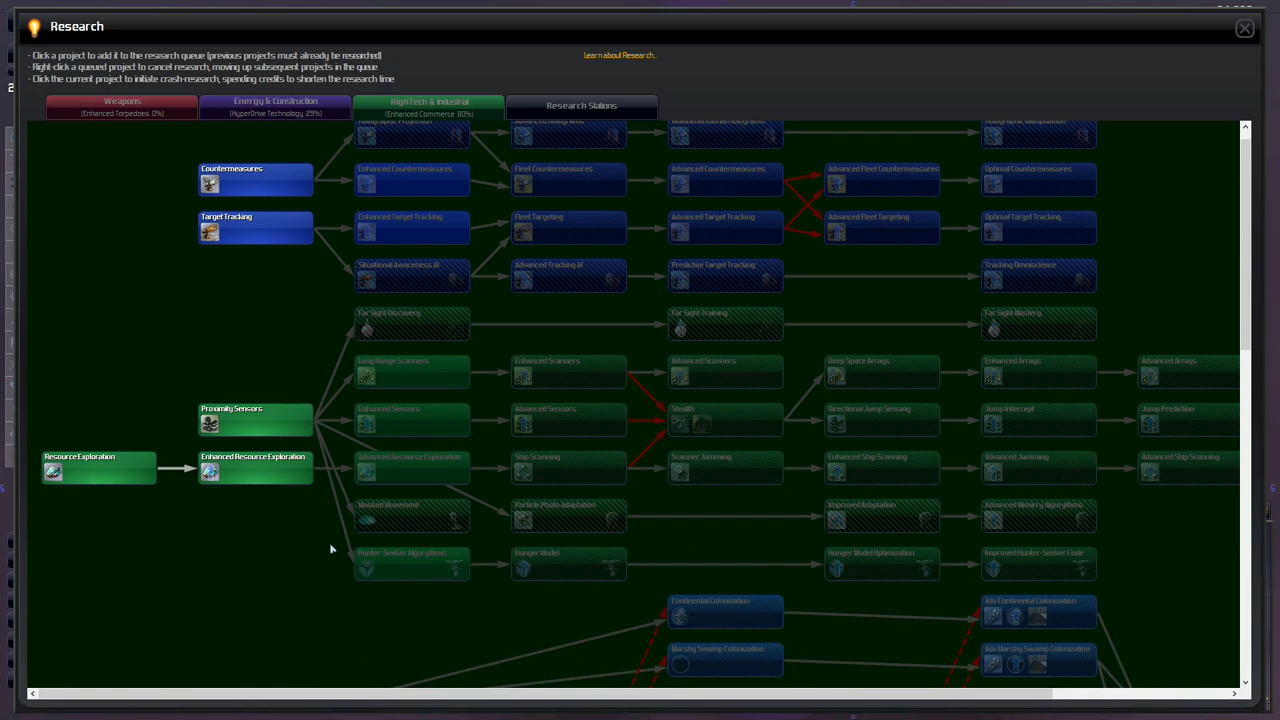 Research
- Click a project to add it to the research queue (previous projects must already be researched)
Learn about Research...
- Right-click a queued project to cancel research, moving up subsequent projects in the queue
- Click the current project to initiate crash-research, spending credits to shorten the research time
Weapons
(Enhanced Torpedoes 0%)
Energy & Construction
(HyperDrive Technology 29%)
HighTech & Industrial
(Enhanced Commerce 80%)
Research Stations
Countermeasures
Enhanced Countermeasures
Fleet Countermeasures
Advanced Countermeasures
Advanced Fleet Countermeasures
Optimal Countermeasures
Target Tracking
Enhanced Target Tracking
Fleet Targeting
Advanced Target Tracking
Advanced Fleet Targeting
Optimal Target Tracking
Situational Awareness AI
Advanced Tracking AI
Predictive Target Tracking
Tracking Omniscience
Far Sight Discovery
Far Sight Training
Far Sight Mastery
Long Range Scanners
Enhanced Scanners
Advanced Scanners
Deep Space Arrays
Enhanced Arrays
Advanced Arrays
Proximity Sensors
Enhanced Sensors
Advanced Sensors
Stealth
Directional Jump Sensing
Jump Intercept
Jump Prediction
Resource Exploration
Enhanced Resource Exploration
Advanced Resource Exploration
Ship Scanning
Scanner Jamming
Enhanced Ship Scanning
Advanced Jamming
Advanced Ship Scanning
Masked Movement
Particle Photo Adaptation
Improved Adaptation
Advanced Mimicry Algorythms
Hunter-Seeker Algorythms
Hunger Model
Hunger Model Optimization
Improved Hunter-Seeker Code
Continental Colonization
Adv Continental Colonization
Marshy Swamp Colonization
Adv Marshy Swamp Colonization